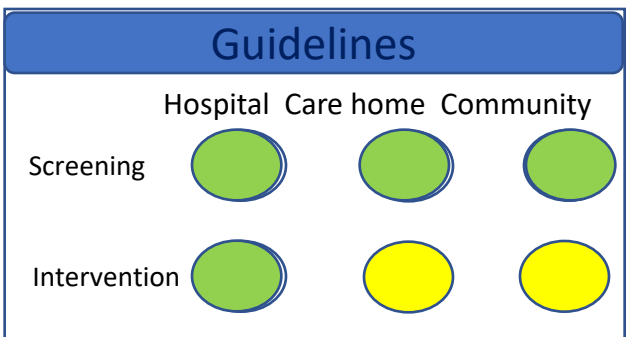 Guidelines
Hospital Care home Community
Screening
Intervention